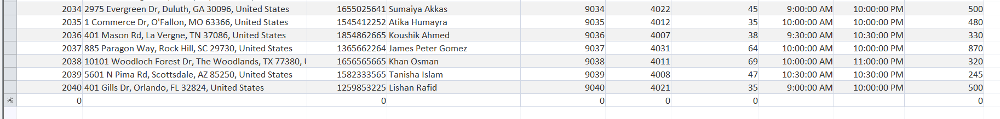 2034 2975 Evergreen Dr, Duluth, GA 30096, United States 1655025641 Sumaiya Akkas 9034 4022 45 9:00:00 AM 10:00:00 PM 500
2035 1 Commerce Dr, O'Fallon, MO 63366, United States 1545412252 Atika Humayra 9035 4012 35 10:00:00 AM 10:00:00 PM 480
2036 401 Mason Rd, La Vergne, TN 37086, United States 1854862665 Koushik Ahmed 9036 4007 38 9:30:00 AM 10:30:00 PM 330
2037 885 Paragon Way, Rock Hill, SC 29730, United States 1365662264 James Peter Gomez 9037 4031 64 10:00:00 AM 10:00:00 PM 870
2038 10101 Woodloch Forest Dr, The Woodlands, TX 77380, 1656565665 Khan Osman 9038 4011 69 10:00:00 AM 11:00:00 PM 320
2039 5601 N Pima Rd, Scottsdale, AZ 85250, United States 1582333565 Tanisha Islam 9039 4008 47 10:30:00 AM 10:30:00 PM 245
2040 401 Gills Dr, Orlando, FL 32824, United States 1259853225 Lishan Rafid 9040 4021 35 9:00:00 AM 10:00:00 PM 500
0 0 0 0 0 0